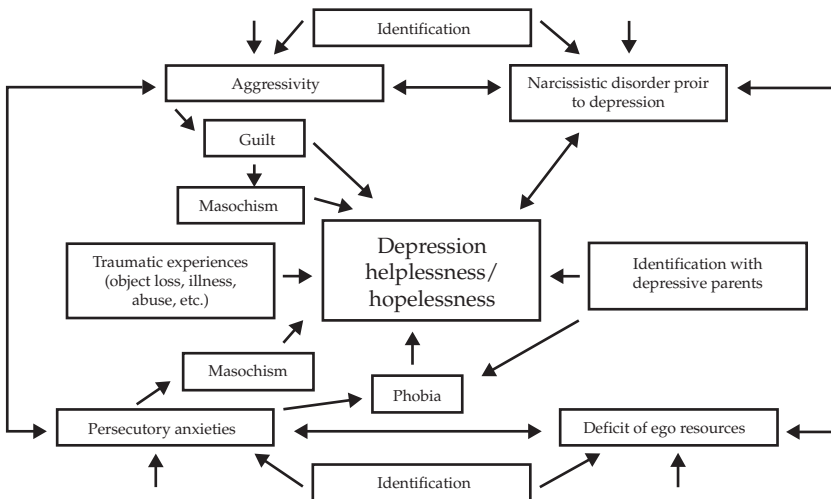 Identification
Aggressivity
Narcissistic disorder proir
to depression
Guilt
Masochism
Depression
helplessness/
hopelessness
Traumatic experiences
(object loss, illness,
abuse, etc.)
Identification with
depressive parents
Masochism
Phobia
Persecutory anxieties
Deficit of ego resources
Identification